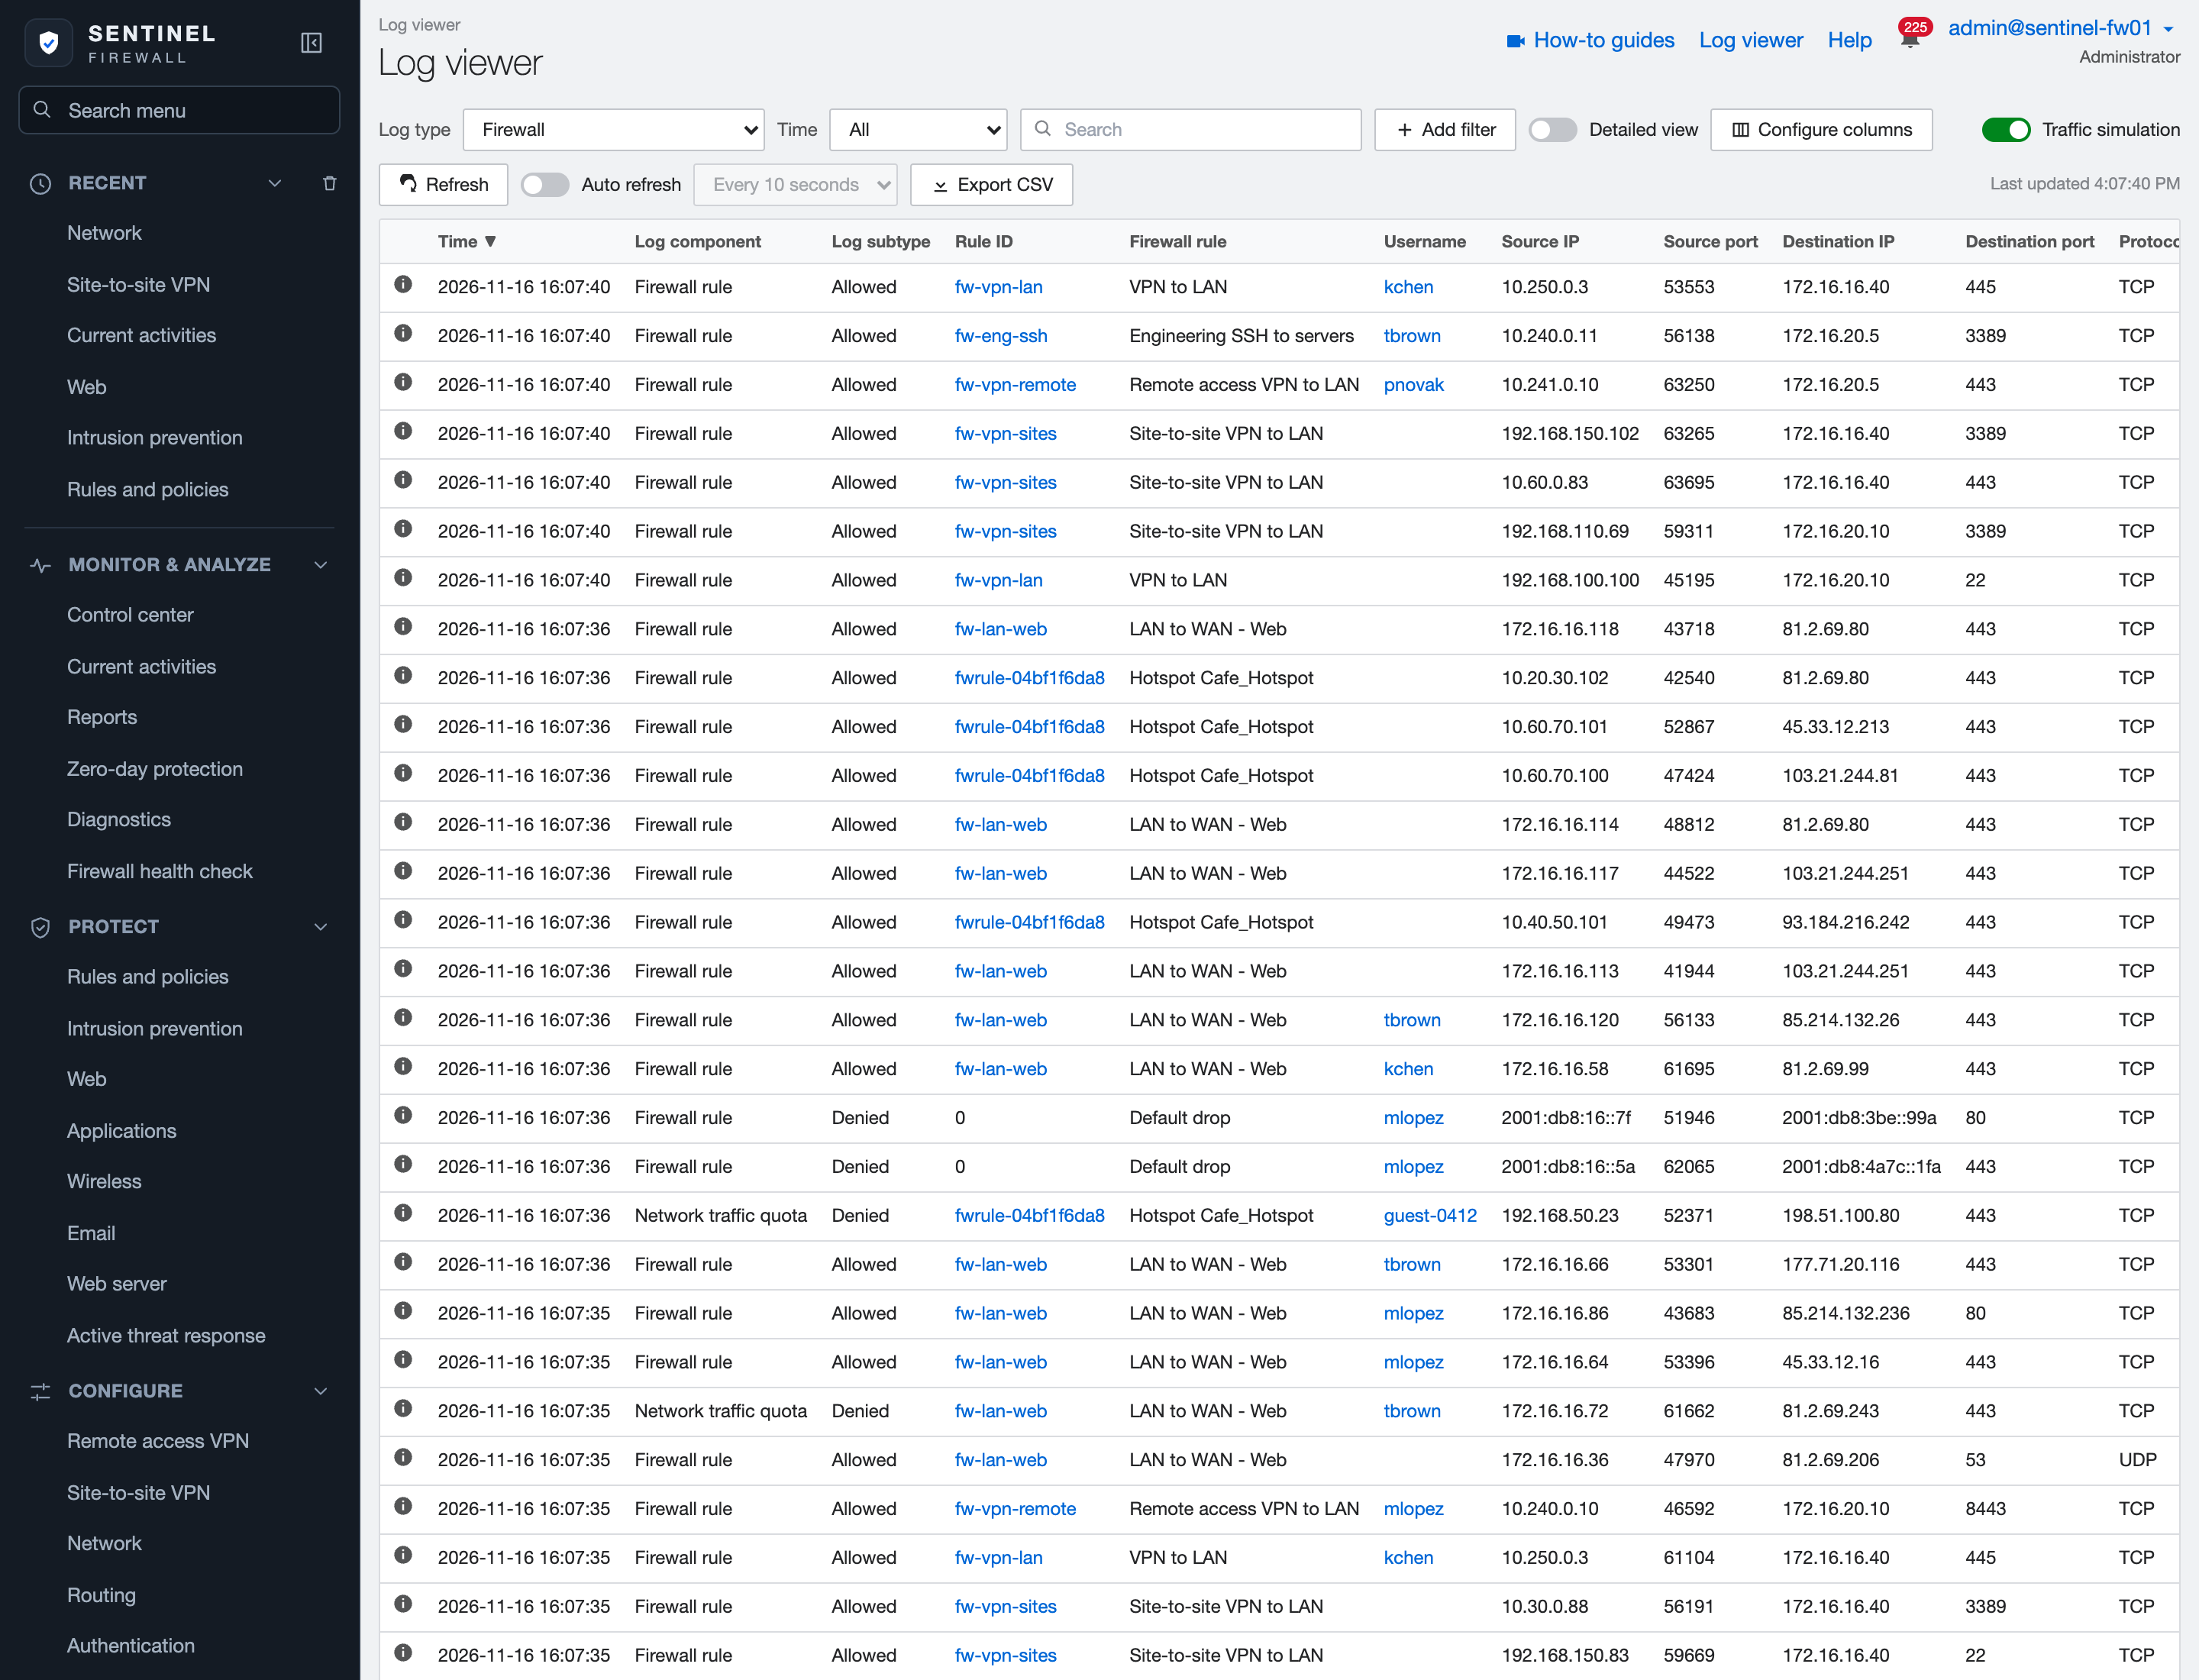 SENTINEL
FIREWALL
Search menu
RECENT
Network
Site-to-site VPN
Current activities
Web
Intrusion prevention
Rules and policies
MONITOR & ANALYZE
Control center
Current activities
Reports
Zero-day protection
Diagnostics
Firewall health check
PROTECT
Rules and policies
Intrusion prevention
Web
Applications
Wireless
Email
Web server
Active threat response
CONFIGURE
Remote access VPN
Site-to-site VPN
Network
Routing
Authentication
Log viewer
Log viewer
How-to guides Log viewer Help 225 admin@sentinel-fw01
Administrator
Log type Firewall Time All Search + Add filter Detailed view Configure columns Traffic simulation
Refresh Auto refresh Every 10 seconds Export CSV Last updated 4:07:40 PM
Time ▼ Log component Log subtype Rule ID Firewall rule Username Source IP Source port Destination IP Destination port Protoco
2026-11-16 16:07:40 Firewall rule Allowed fw-vpn-lan VPN to LAN kchen 10.250.0.3 53553 172.16.16.40 445 TCP
2026-11-16 16:07:40 Firewall rule Allowed fw-eng-ssh Engineering SSH to servers tbrown 10.240.0.11 56138 172.16.20.5 3389 TCP
2026-11-16 16:07:40 Firewall rule Allowed fw-vpn-remote Remote access VPN to LAN pnovak 10.241.0.10 63250 172.16.20.5 443 TCP
2026-11-16 16:07:40 Firewall rule Allowed fw-vpn-sites Site-to-site VPN to LAN 192.168.150.102 63265 172.16.16.40 3389 TCP
2026-11-16 16:07:40 Firewall rule Allowed fw-vpn-sites Site-to-site VPN to LAN 10.60.0.83 63695 172.16.16.40 443 TCP
2026-11-16 16:07:40 Firewall rule Allowed fw-vpn-sites Site-to-site VPN to LAN 192.168.110.69 59311 172.16.20.10 3389 TCP
2026-11-16 16:07:40 Firewall rule Allowed fw-vpn-lan VPN to LAN 192.168.100.100 45195 172.16.20.10 22 TCP
2026-11-16 16:07:36 Firewall rule Allowed fw-lan-web LAN to WAN - Web 172.16.16.118 43718 81.2.69.80 443 TCP
2026-11-16 16:07:36 Firewall rule Allowed fwrule-04bf1f6da8 Hotspot Cafe_Hotspot 10.20.30.102 42540 81.2.69.80 443 TCP
2026-11-16 16:07:36 Firewall rule Allowed fwrule-04bf1f6da8 Hotspot Cafe_Hotspot 10.60.70.101 52867 45.33.12.213 443 TCP
2026-11-16 16:07:36 Firewall rule Allowed fwrule-04bf1f6da8 Hotspot Cafe_Hotspot 10.60.70.100 47424 103.21.244.81 443 TCP
2026-11-16 16:07:36 Firewall rule Allowed fw-lan-web LAN to WAN - Web 172.16.16.114 48812 81.2.69.80 443 TCP
2026-11-16 16:07:36 Firewall rule Allowed fw-lan-web LAN to WAN - Web 172.16.16.117 44522 103.21.244.251 443 TCP
2026-11-16 16:07:36 Firewall rule Allowed fwrule-04bf1f6da8 Hotspot Cafe_Hotspot 10.40.50.101 49473 93.184.216.242 443 TCP
2026-11-16 16:07:36 Firewall rule Allowed fw-lan-web LAN to WAN - Web 172.16.16.113 41944 103.21.244.251 443 TCP
2026-11-16 16:07:36 Firewall rule Allowed fw-lan-web LAN to WAN - Web tbrown 172.16.16.120 56133 85.214.132.26 443 TCP
2026-11-16 16:07:36 Firewall rule Allowed fw-lan-web LAN to WAN - Web kchen 172.16.16.58 61695 81.2.69.99 443 TCP
2026-11-16 16:07:36 Firewall rule Denied 0 Default drop mlopez 2001:db8:16::7f 51946 2001:db8:3be::99a 80 TCP
2026-11-16 16:07:36 Firewall rule Denied 0 Default drop mlopez 2001:db8:16::5a 62065 2001:db8:4a7c::1fa 443 TCP
2026-11-16 16:07:36 Network traffic quota Denied fwrule-04bf1f6da8 Hotspot Cafe_Hotspot guest-0412 192.168.50.23 52371 198.51.100.80 443 TCP
2026-11-16 16:07:36 Firewall rule Allowed fw-lan-web LAN to WAN - Web tbrown 172.16.16.66 53301 177.71.20.116 443 TCP
2026-11-16 16:07:35 Firewall rule Allowed fw-lan-web LAN to WAN - Web mlopez 172.16.16.86 43683 85.214.132.236 80 TCP
2026-11-16 16:07:35 Firewall rule Allowed fw-lan-web LAN to WAN - Web mlopez 172.16.16.64 53396 45.33.12.16 443 TCP
2026-11-16 16:07:35 Network traffic quota Denied fw-lan-web LAN to WAN - Web tbrown 172.16.16.72 61662 81.2.69.243 443 TCP
2026-11-16 16:07:35 Firewall rule Allowed fw-lan-web LAN to WAN - Web 172.16.16.36 47970 81.2.69.206 53 UDP
2026-11-16 16:07:35 Firewall rule Allowed fw-vpn-remote Remote access VPN to LAN mlopez 10.240.0.10 46592 172.16.20.10 8443 TCP
2026-11-16 16:07:35 Firewall rule Allowed fw-vpn-lan VPN to LAN kchen 10.250.0.3 61104 172.16.16.40 445 TCP
2026-11-16 16:07:35 Firewall rule Allowed fw-vpn-sites Site-to-site VPN to LAN 10.30.0.88 56191 172.16.16.40 3389 TCP
2026-11-16 16:07:35 Firewall rule Allowed fw-vpn-sites Site-to-site VPN to LAN 192.168.150.83 59669 172.16.16.40 22 TCP